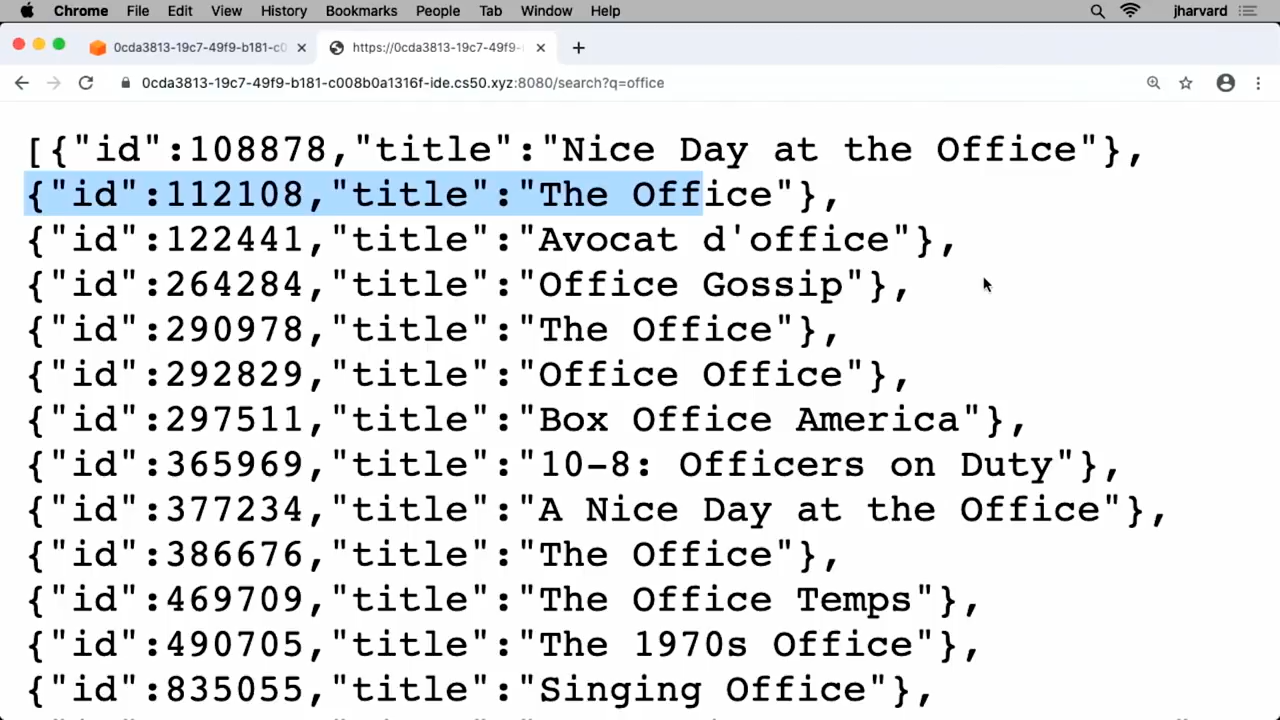 Chrome File Edit View History Bookmarks People Tab Window Help jharvard
0cda3813-19c7-49f9-b181-c0 https://0cda3813-19c7-49f9-
0cda3813-19c7-49f9-b181-c008b0a1316f-ide.cs50.xyz:8080/search?q=office
[{"id":108878,"title":"Nice Day at the Office"},
{"id":112108,"title":"The Office"},
{"id":122441,"title":"Avocat d'office"},
{"id":264284,"title":"Office Gossip"},
{"id":290978,"title":"The Office"},
{"id":292829,"title":"Office Office"},
{"id":297511,"title":"Box Office America"},
{"id":365969,"title":"10-8: Officers on Duty"},
{"id":377234,"title":"A Nice Day at the Office"},
{"id":386676,"title":"The Office"},
{"id":469709,"title":"The Office Temps"},
{"id":490705,"title":"The 1970s Office"},
{"id":835055,"title":"Singing Office"},